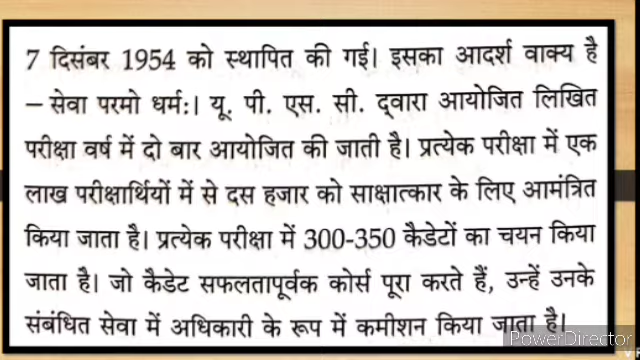 7 दिसंबर 1954 को स्थापित की गई। इसका आदर्श वाक्य है
– सेवा परमो धर्मः। यू. पी. एस. सी. द्वारा आयोजित लिखित
परीक्षा वर्ष में दो बार आयोजित की जाती है। प्रत्येक परीक्षा में एक
लाख परीक्षार्थियों में से दस हजार को साक्षात्कार के लिए आमंत्रित
किया जाता है। प्रत्येक परीक्षा में 300-350 कैडेटों का चयन किया
जाता है। जो कैडेट सफलतापूर्वक कोर्स पूरा करते हैं, उन्हें उनके
संबंधित सेवा में अधिकारी के रूप में कमीशन किया जाता है।
PowerDirector